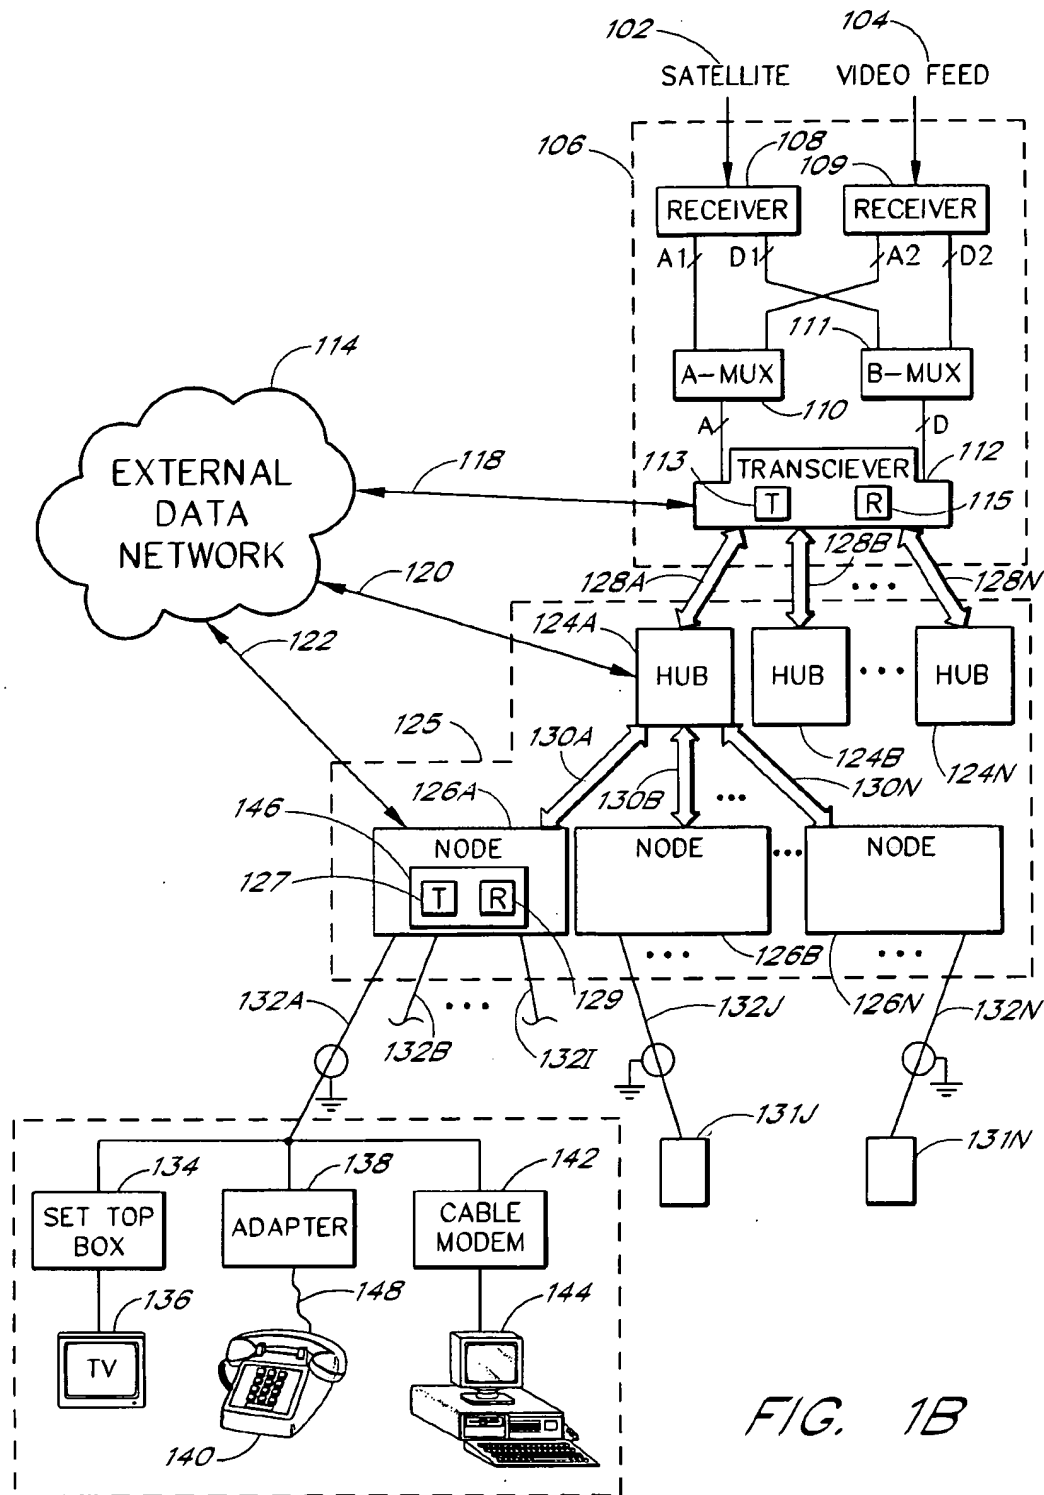 102 104
SATELLITE VIDEO FEED
106 108 109
RECEIVER RECEIVER
A1 D1 A2 D2
111
A-MUX B-MUX
110
A D
114
EXTERNAL
DATA
NETWORK
118
113 TRANSCIEVER 112
T R 115
120
128A 128B ... 128N
122
124A
HUB HUB ... HUB
125
130A 130B ... 130N
124B 124N
146 126A
NODE NODE ... NODE
127 T R
129
... 126B ... 126N
132A 132B ... 132I 132J 132N
131J 131N
134 138 142
SET TOP
BOX
ADAPTER
CABLE
MODEM
136 148 144
TV
140
FIG. 1B